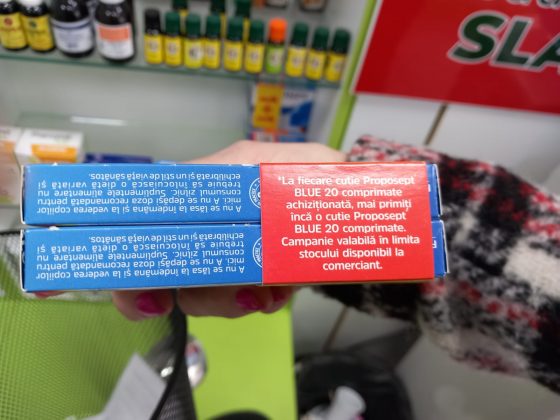 SLA
*La fiecare cutie Proposept
BLUE 20 comprimate
achiziționată, mai primiți
încă o cutie Proposept
BLUE 20 comprimate.
Campanie valabilă în limita
stocului disponibil la
comerciant.
A nu se lăsa la vederea și la îndemâna copiilor
mici. A nu se depăși doza recomandată pentru
consumul zilnic. Suplimentele alimentare nu
trebuie să înlocuiască o dietă variată și
echilibrată și un stil de viață sănătos.
A nu se lăsa la vederea și la îndemâna copiilor
mici. A nu se depăși doza recomandată pentru
consumul zilnic. Suplimentele alimentare nu
trebuie să înlocuiască o dietă variată și
echilibrată și un stil de viață sănătos.